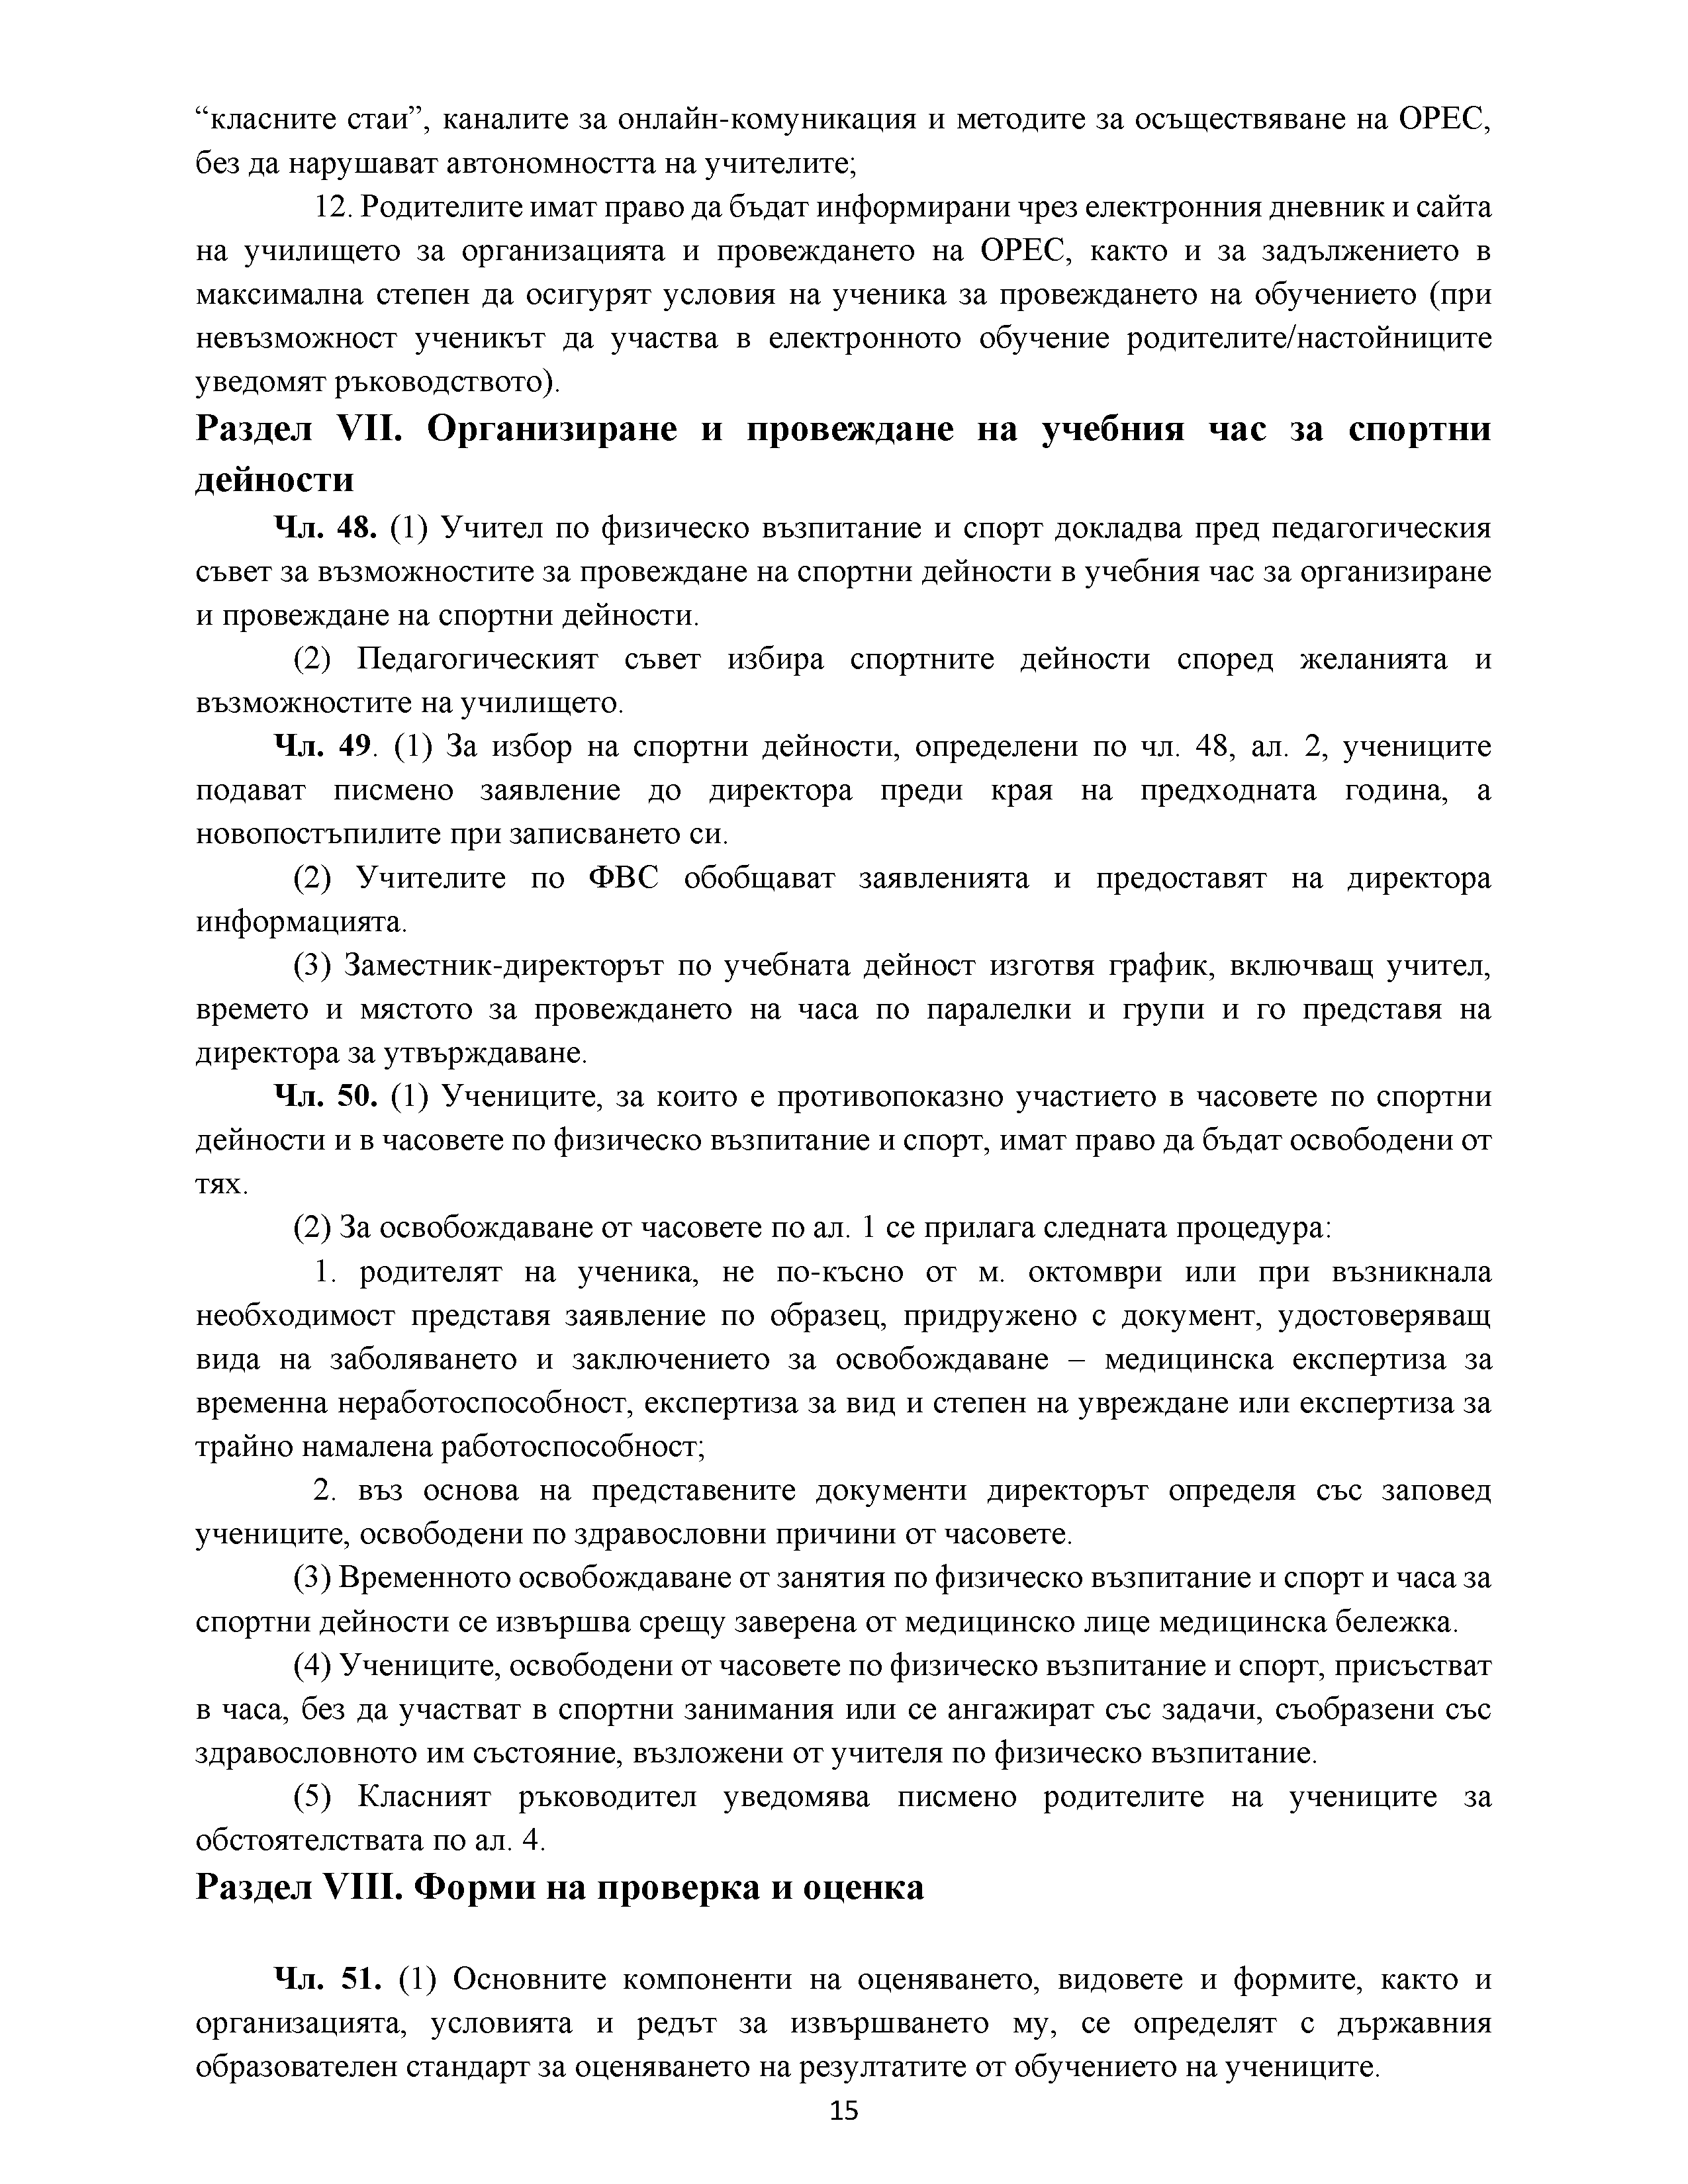 “класните стаи”, каналите за онлайн-комуникация и методите за осъществяване на ОРЕС,
без да нарушават автономността на учителите;
12. Родителите имат право да бъдат информирани чрез електронния дневник и сайта
на училището за организацията и провеждането на ОРЕС, както и за задължението в
максимална степен да осигурят условия на ученика за провеждането на обучението (при
невъзможност ученикът да участва в електронното обучение родителите/настойниците
уведомят ръководството).
Раздел VII. Организиране и провеждане на учебния час за спортни
дейности
Чл. 48. (1) Учител по физическо възпитание и спорт докладва пред педагогическия
съвет за възможностите за провеждане на спортни дейности в учебния час за организиране
и провеждане на спортни дейности.
(2) Педагогическият съвет избира спортните дейности според желанията и
възможностите на училището.
Чл. 49. (1) За избор на спортни дейности, определени по чл. 48, ал. 2, учениците
подават писмено заявление до директора преди края на предходната година, а
новопостъпилите при записването си.
(2) Учителите по ФВС обобщават заявленията и предоставят на директора
информацията.
(3) Заместник-директорът по учебната дейност изготвя график, включващ учител,
времето и мястото за провеждането на часа по паралелки и групи и го представя на
директора за утвърждаване.
Чл. 50. (1) Учениците, за които е противопоказно участието в часовете по спортни
дейности и в часовете по физическо възпитание и спорт, имат право да бъдат освободени от
тях.
(2) За освобождаване от часовете по ал. 1 се прилага следната процедура:
1. родителят на ученика, не по-късно от м. октомври или при възникнала
необходимост представя заявление по образец, придружено с документ, удостоверяващ
вида на заболяването и заключението за освобождаване – медицинска експертиза за
временна неработоспособност, експертиза за вид и степен на увреждане или експертиза за
трайно намалена работоспособност;
2. въз основа на представените документи директорът определя със заповед
учениците, освободени по здравословни причини от часовете.
(3) Временното освобождаване от занятия по физическо възпитание и спорт и часа за
спортни дейности се извършва срещу заверена от медицинско лице медицинска бележка.
(4) Учениците, освободени от часовете по физическо възпитание и спорт, присъстват
в часа, без да участват в спортни занимания или се ангажират със задачи, съобразени със
здравословното им състояние, възложени от учителя по физическо възпитание.
(5) Класният ръководител уведомява писмено родителите на учениците за
обстоятелствата по ал. 4.
Раздел VIII. Форми на проверка и оценка
Чл. 51. (1) Основните компоненти на оценяването, видовете и формите, както и
организацията, условията и редът за извършването му, се определят с държавния
образователен стандарт за оценяването на резултатите от обучението на учениците.
15